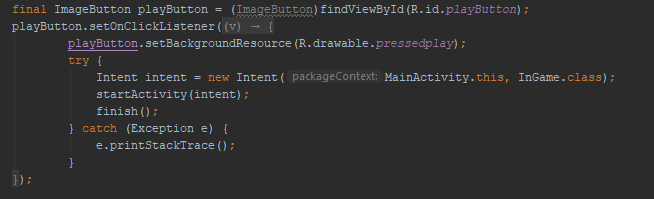 final ImageButton playButton = (ImageButton)findViewById(R.id.playButton);
playButton.setOnClickListener((v) → {
        playButton.setBackgroundResource(R.drawable.pressedplay);
        try {
            Intent intent = new Intent( packageContext: MainActivity.this, InGame.class);
            startActivity(intent);
            finish();
        } catch (Exception e) {
            e.printStackTrace();
        }
});